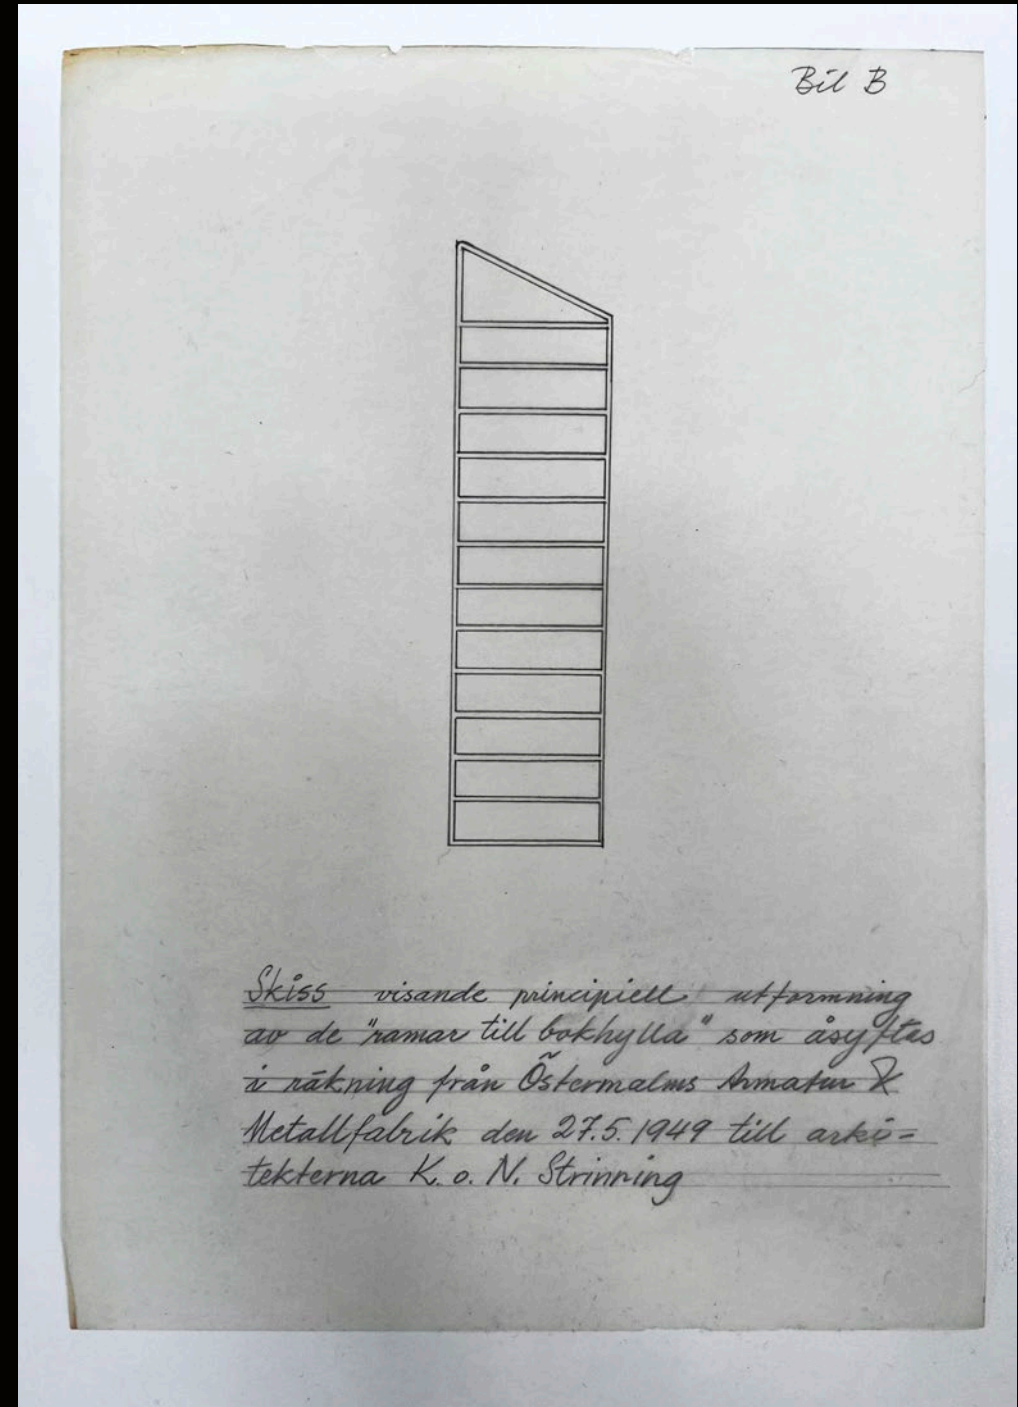 Bil B
Skiss visande principiell utformning
av de "ramar till bokhylla" som åsyftas
i räkning från Östermalms Armatur &
Metallfabrik den 27.5.1949 till arki=
tekterna K. o. N. Strinning